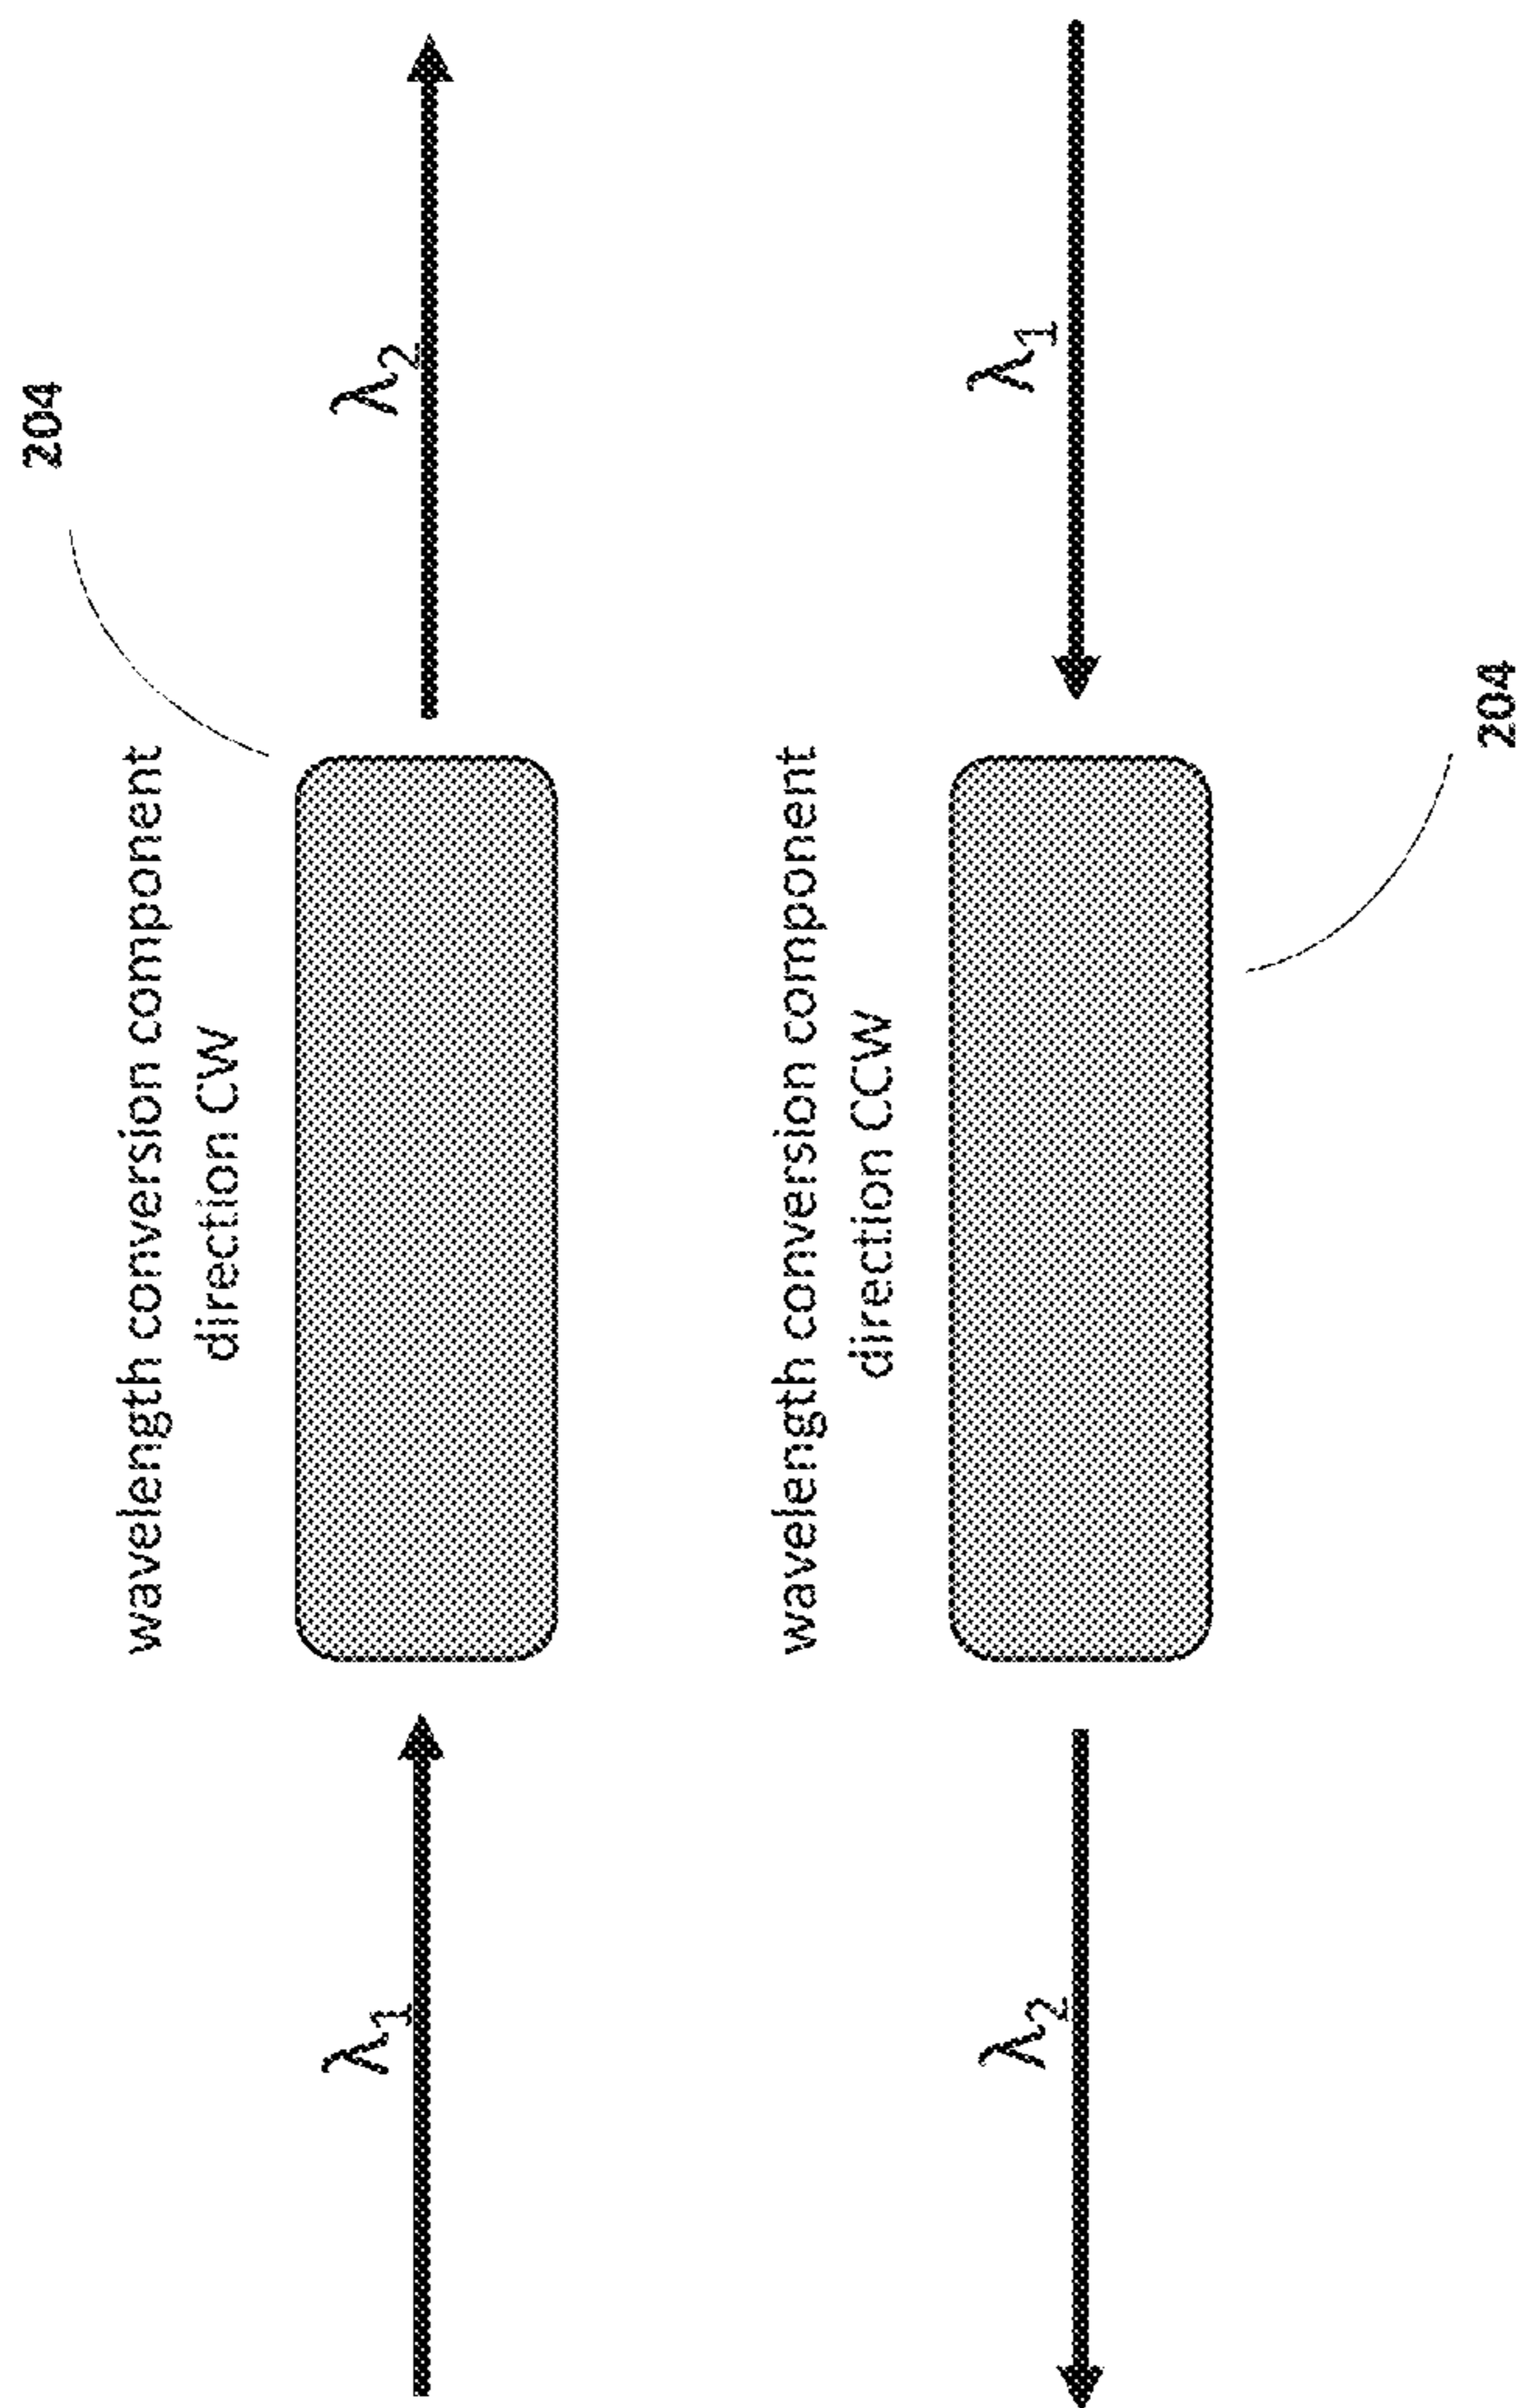 204
wavelength conversion component
direction CW
λ1
λ2
wavelength conversion component
direction CCW
λ2
λ1
204